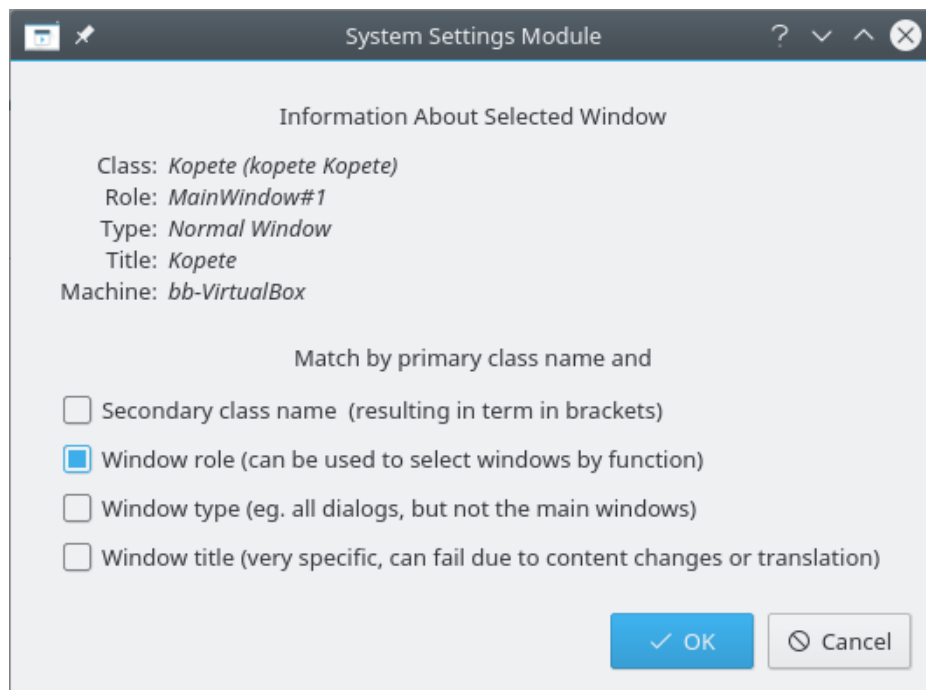 System Settings Module
Information About Selected Window
Class: Kopete (kopete Kopete)
Role: MainWindow#1
Type: Normal Window
Title: Kopete
Machine: bb-VirtualBox
Match by primary class name and
Secondary class name (resulting in term in brackets)
Window role (can be used to select windows by function)
Window type (eg. all dialogs, but not the main windows)
Window title (very specific, can fail due to content changes or translation)
OK Cancel